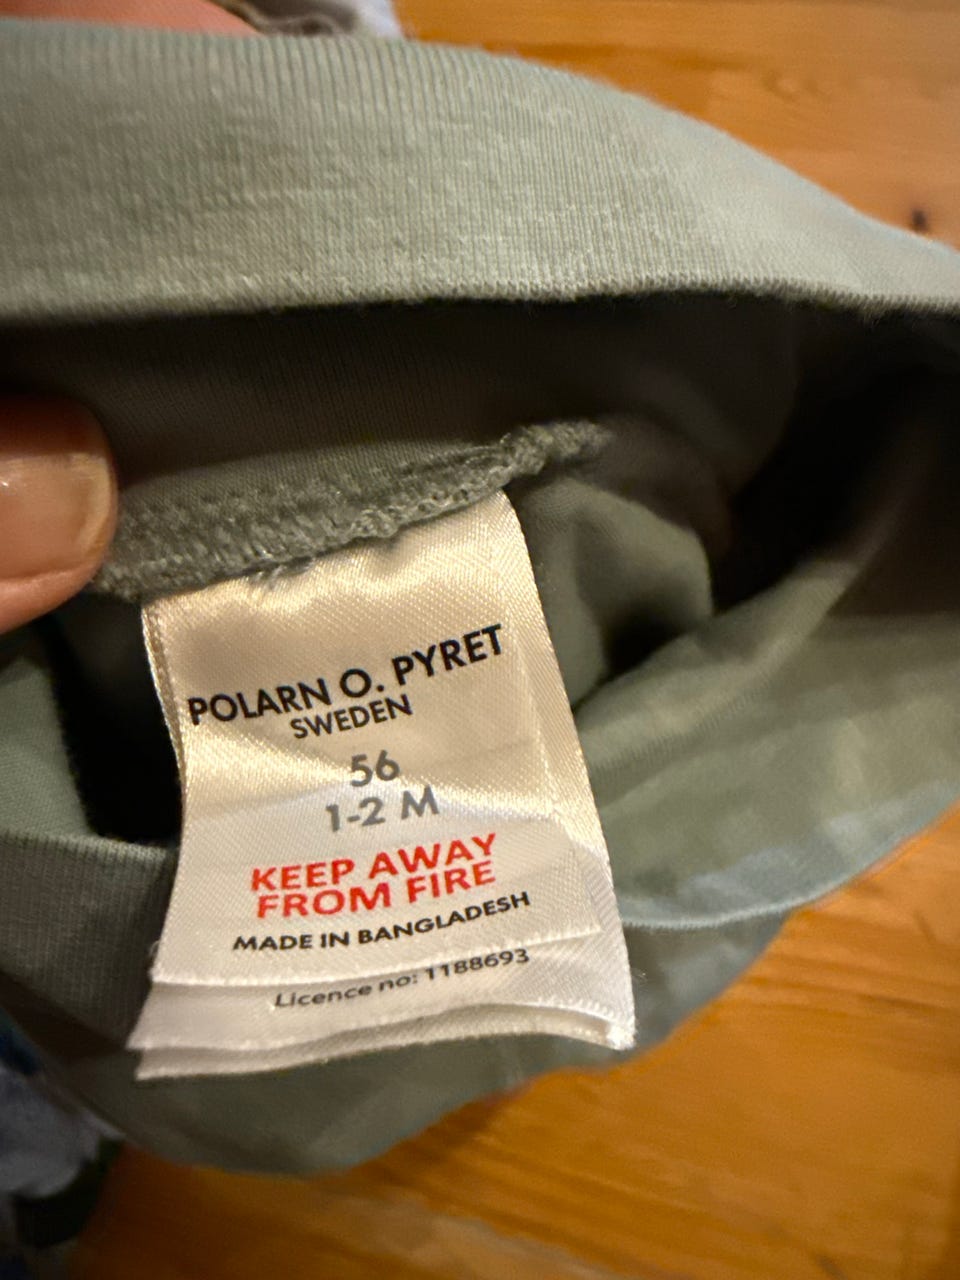 POLARN O. PYRET
SWEDEN
56
1-2 M
KEEP AWAY
FROM FIRE
MADE IN BANGLADESH
Licence no: 1188693